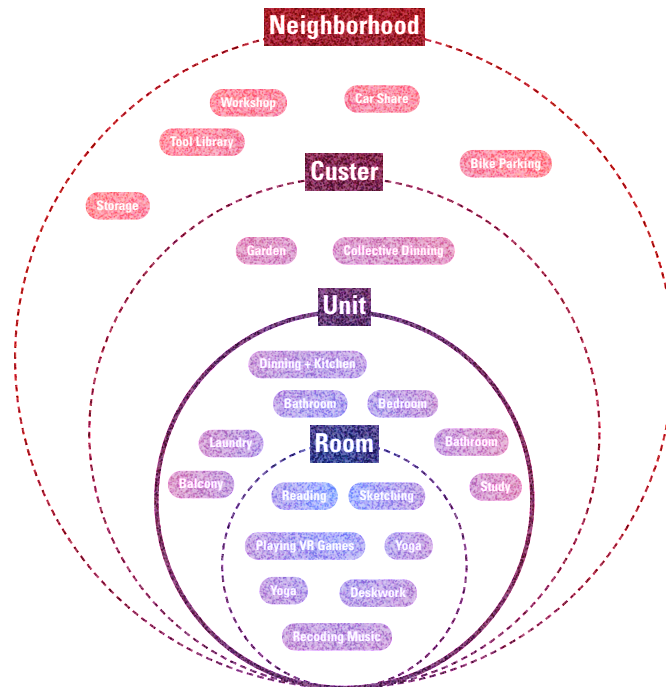 Neighborhood
Workshop
Car Share
Tool Library
Bike Parking
Storage
Custer
Garden
Collective Dinning
Unit
Dinning + Kitchen
Bathroom
Bedroom
Laundry
Room
Bathroom
Balcony
Study
Reading
Sketching
Playing VR Games
Yoga
Yoga
Deskwork
Recoding Music